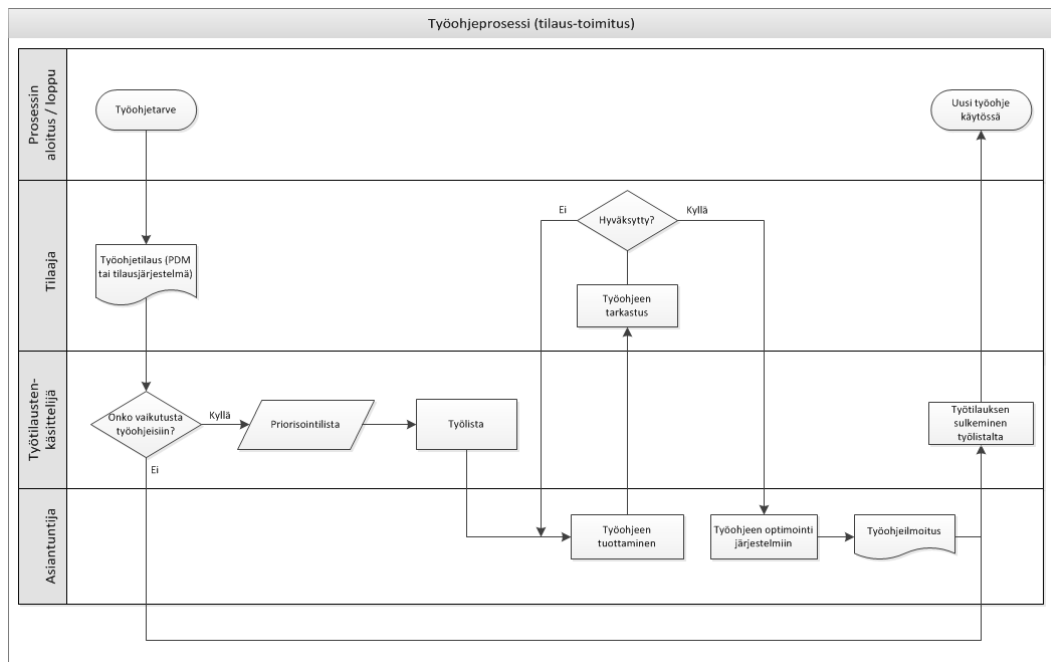 Työohjeprosessi (tilaus-toimitus)
Prosessin
aloitus / loppu
Työohjetarve
Uusi työohje
käytössä
Tilaaja
Työohjetilaus (PDM
tai tilausjärjestelmä)
Ei
Hyväksytty?
Kyllä
Työohjeen
tarkastus
Työtilausten-
käsittelijä
Onko vaikutusta
työohjeisiin?
Kyllä
Ei
Priorisointilista
Työlista
Työtilauksen
sulkeminen
työlistalta
Asiantuntija
Työohjeen
tuottaminen
Työohjeen optimointi
järjestelmiin
Työohjeilmoitus